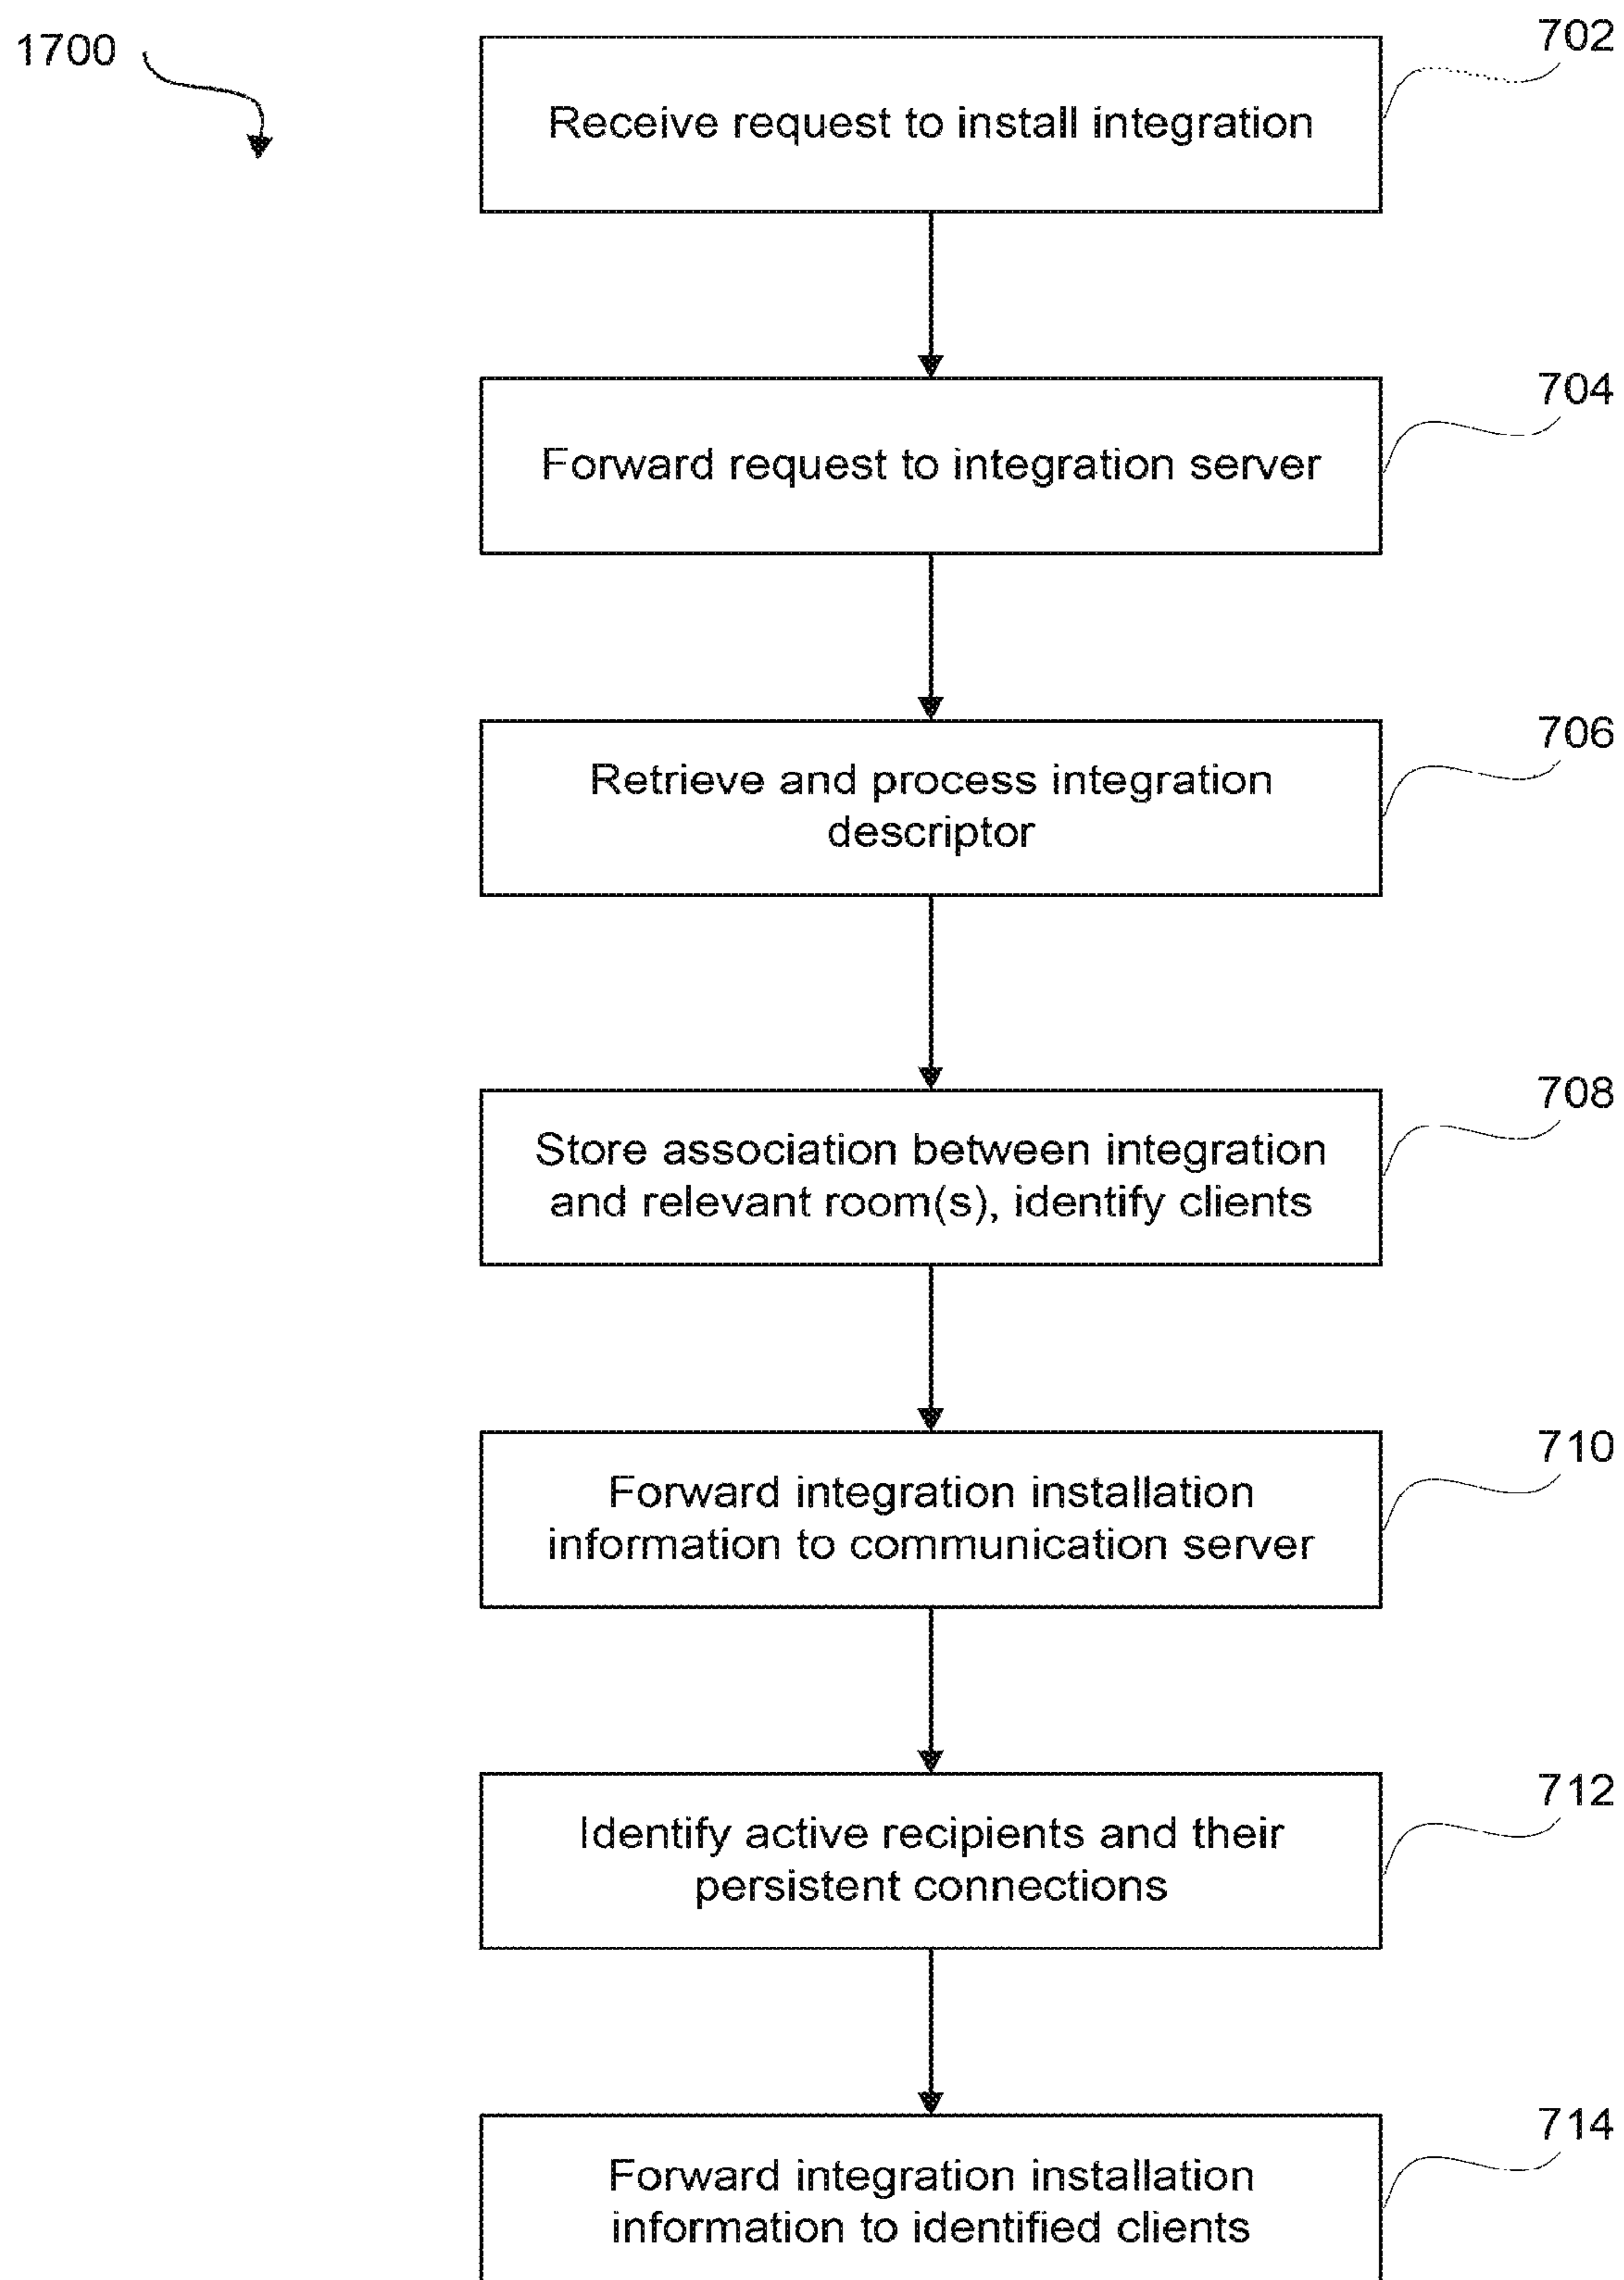 1700
702
Receive request to install integration
704
Forward request to integration server
706
Retrieve and process integration
descriptor
708
Store association between integration
and relevant room(s), identify clients
710
Forward integration installation
information to communication server
712
Identify active recipients and their
persistent connections
714
Forward integration installation
information to identified clients